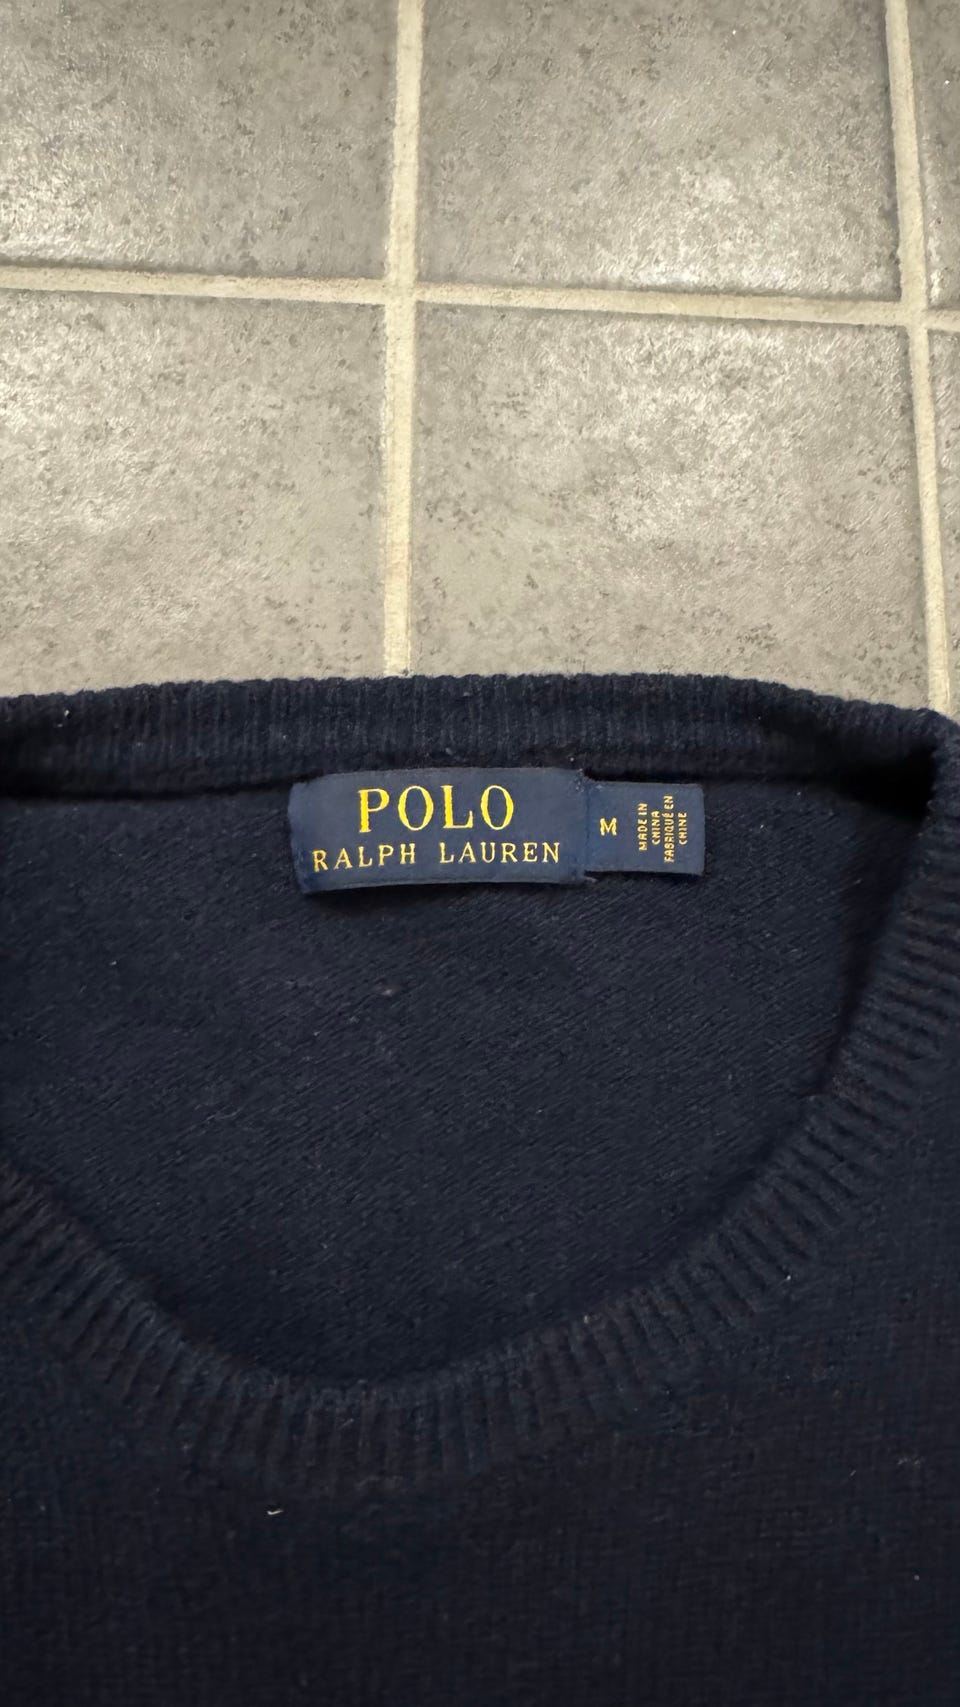 POLO
RALPH LAUREN
M
MADE IN
CHINA
FABRIQUÉ EN
CHINE